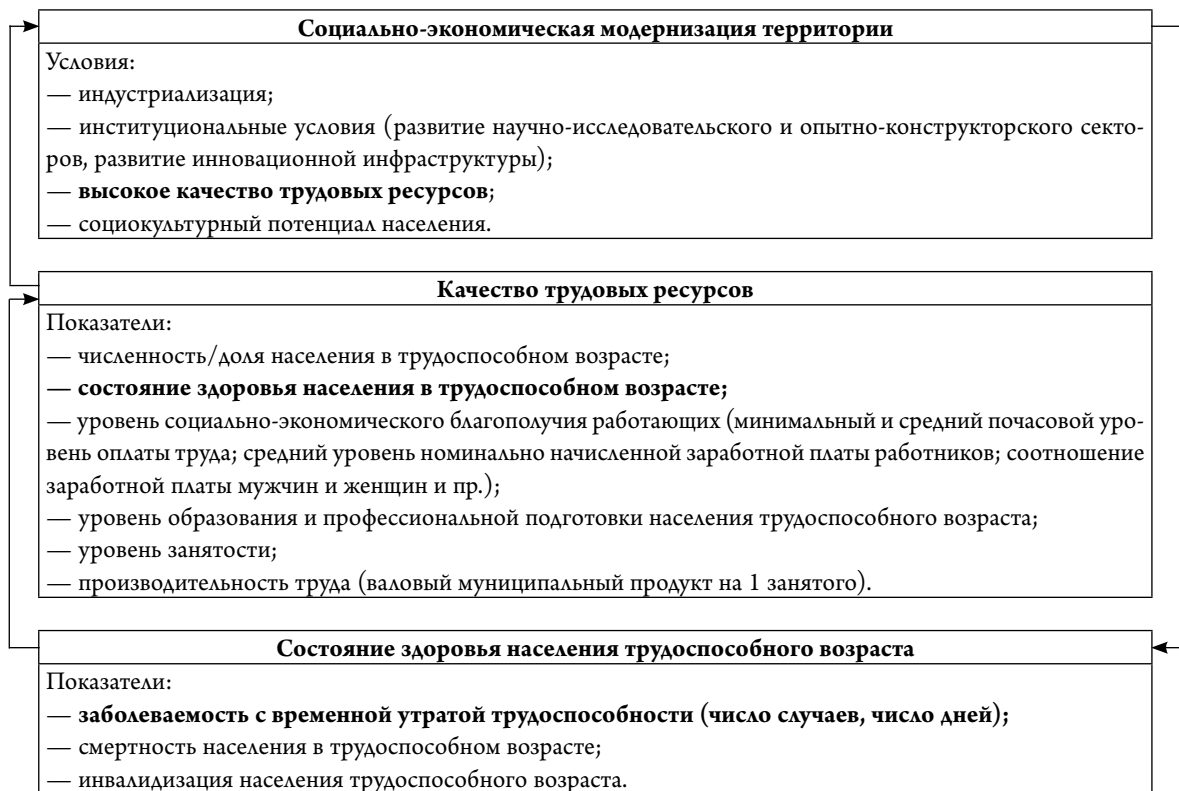 Социально-экономическая модернизация территории
Условия:
— индустриализация;
— институциональные условия (развитие научно-исследовательского и опытно-конструкторского секто-
ров, развитие инновационной инфраструктуры);
— высокое качество трудовых ресурсов;
— социокультурный потенциал населения.
Качество трудовых ресурсов
Показатели:
— численность/доля населения в трудоспособном возрасте;
— состояние здоровья населения в трудоспособном возрасте;
— уровень социально-экономического благополучия работающих (минимальный и средний почасовой уро-
вень оплаты труда; средний уровень номинально начисленной заработной платы работников; соотношение
заработной платы мужчин и женщин и пр.);
— уровень образования и профессиональной подготовки населения трудоспособного возраста;
— уровень занятости;
— производительность труда (валовый муниципальный продукт на 1 занятого).
Состояние здоровья населения трудоспособного возраста
Показатели:
— заболеваемость с временной утратой трудоспособности (число случаев, число дней);
— смертность населения в трудоспособном возрасте;
— инвалидизация населения трудоспособного возраста.